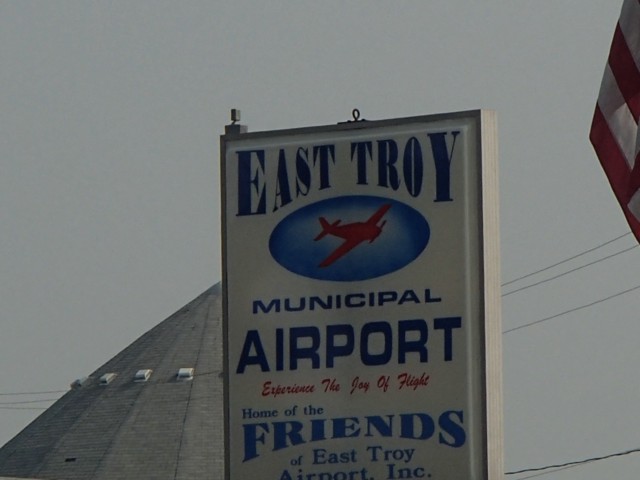 EAST TROY
MUNICIPAL
AIRPORT
Experience The Joy Of Flight
Home of the
FRIENDS
of East Troy
Airport, Inc.